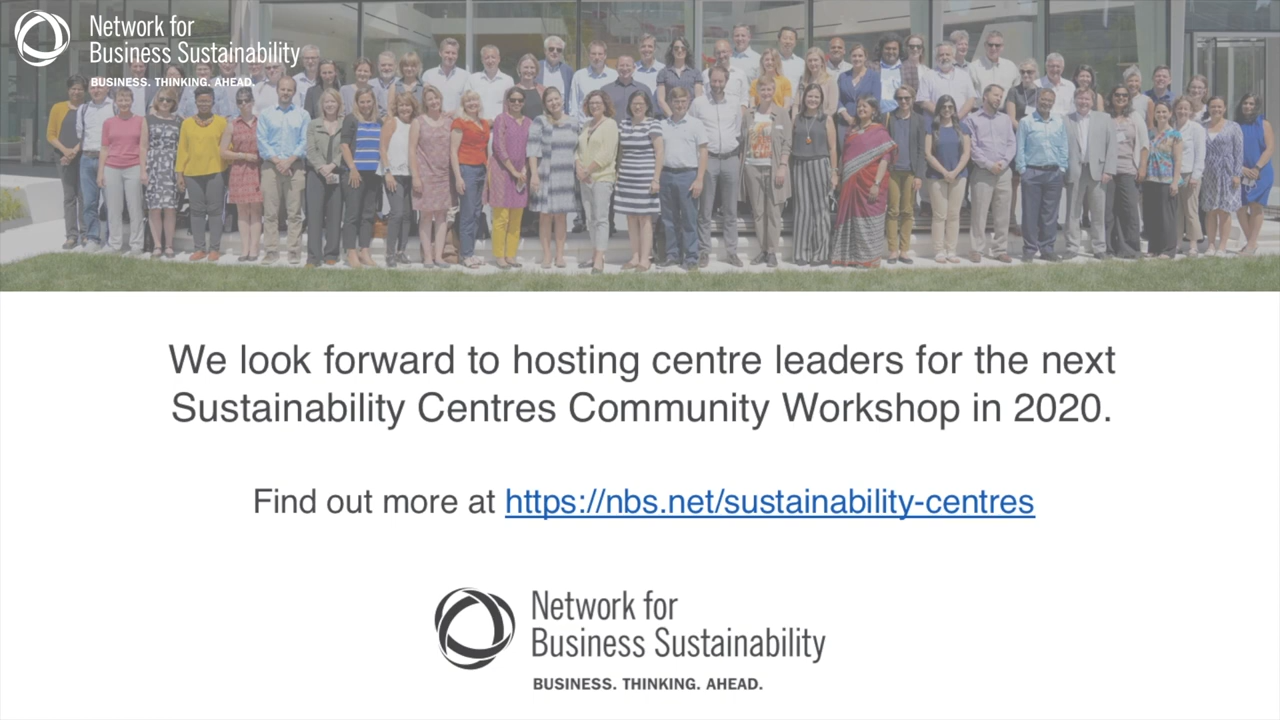 Network for
Business Sustainability
BUSINESS. THINKING. AHEAD.
We look forward to hosting centre leaders for the next
Sustainability Centres Community Workshop in 2020.
Find out more at https://nbs.net/sustainability-centres
Network for
Business Sustainability
BUSINESS. THINKING. AHEAD.